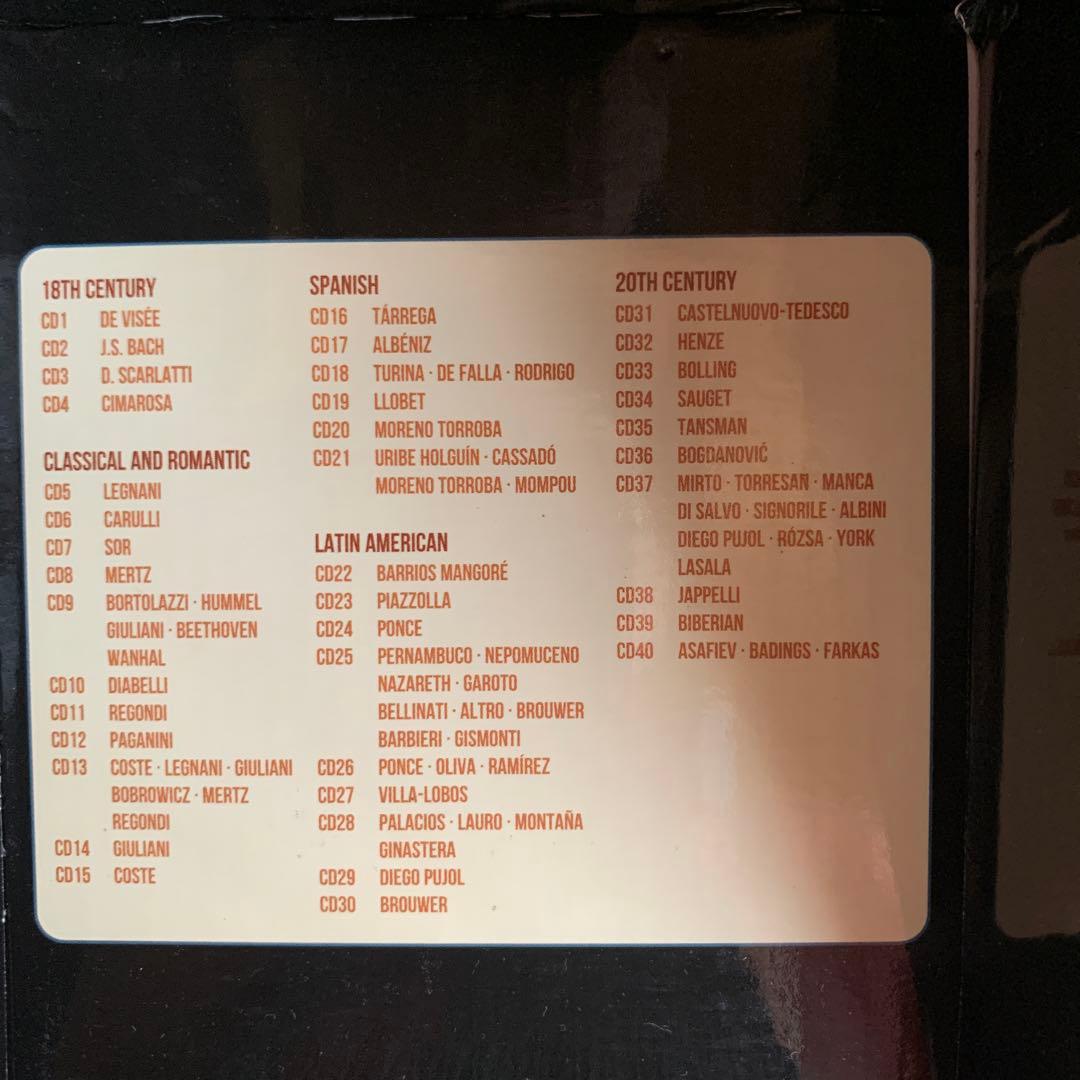 18TH CENTURY
CD1 DE VISÉE
CD2 J.S. BACH
CD3 D. SCARLATTI
CD4 CIMAROSA
CLASSICAL AND ROMANTIC
CD5 LEGNANI
CD6 CARULLI
CD7 SOR
CD8 MERTZ
CD9 BORTOLAZZI · HUMMEL
GIULIANI · BEETHOVEN
WANHAL
CD10 DIABELLI
CD11 REGONDI
CD12 PAGANINI
CD13 COSTE · LEGNANI · GIULIANI
BOBROWICZ · MERTZ
REGONDI
CD14 GIULIANI
CD15 COSTE
SPANISH
CD16 TÁRREGA
CD17 ALBÉNIZ
CD18 TURINA · DE FALLA · RODRIGO
CD19 LLOBET
CD20 MORENO TORROBA
CD21 URIBE HOLGUÍN · CASSADÓ
MORENO TORROBA · MOMPOU
LATIN AMERICAN
CD22 BARRIOS MANGORÉ
CD23 PIAZZOLLA
CD24 PONCE
CD25 PERNAMBUCO · NEPOMUCENO
NAZARETH · GAROTO
BELLINATI · ALTRO · BROUWER
BARBIERI · GISMONTI
CD26 PONCE · OLIVA · RAMÍREZ
CD27 VILLA-LOBOS
CD28 PALACIOS · LAURO · MONTAÑA
GINASTERA
CD29 DIEGO PUJOL
CD30 BROUWER
20TH CENTURY
CD31 CASTELNUOVO-TEDESCO
CD32 HENZE
CD33 BOLLING
CD34 SAUGET
CD35 TANSMAN
CD36 BOGDANOVIĆ
CD37 MIRTO · TORRESAN · MANCA
DI SALVO · SIGNORILE · ALBINI
DIEGO PUJOL · RÓZSA · YORK
LASALA
CD38 JAPPELLI
CD39 BIBERIAN
CD40 ASAFIEV · BADINGS · FARKAS